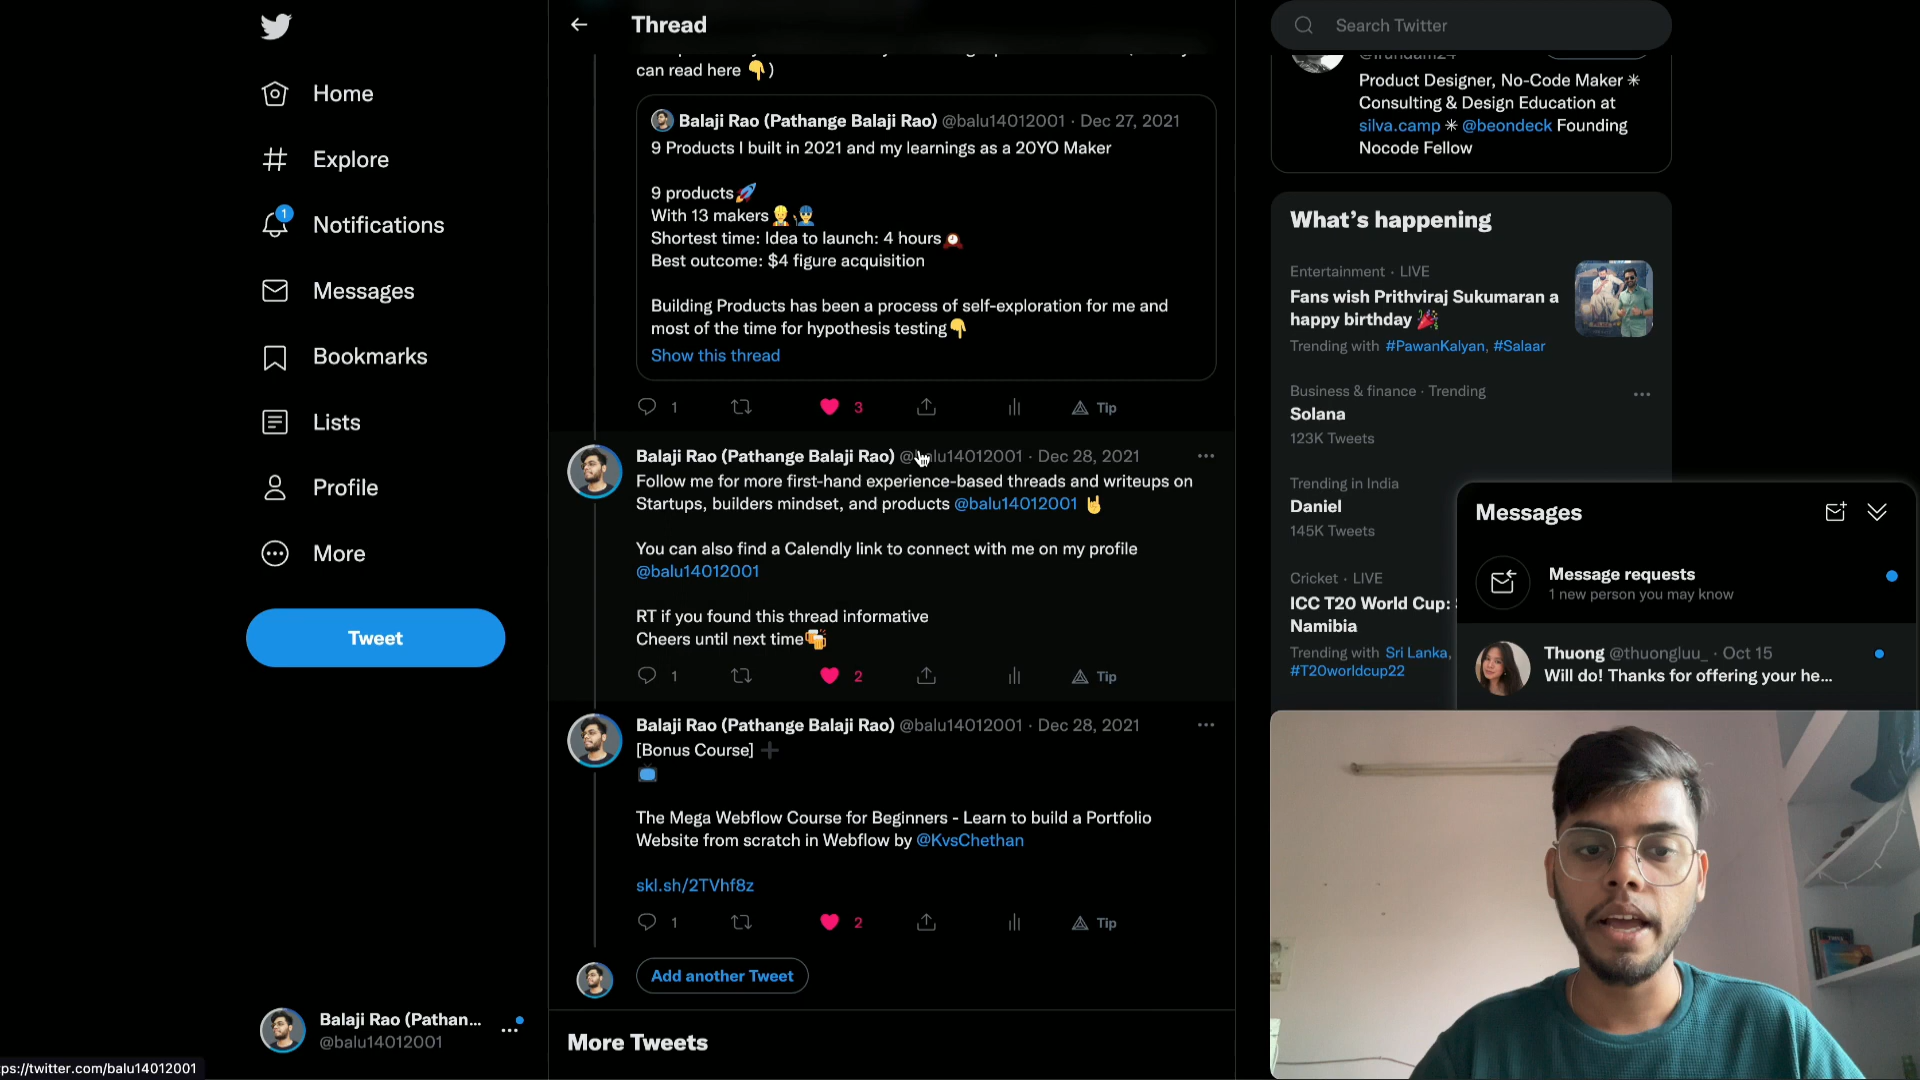 Home
Explore
1
Notifications
Messages
Bookmarks
Lists
Profile
More
Tweet
Balaji Rao (Pathan...
@balu14012001
ps://twitter.com/balu14012001
Thread
can read here 👇)
Balaji Rao (Pathange Balaji Rao) @balu14012001 · Dec 27, 2021
9 Products I built in 2021 and my learnings as a 20YO Maker
9 products🚀
With 13 makers👷👮
Shortest time: Idea to launch: 4 hours🕰
Best outcome: $4 figure acquisition
Building Products has been a process of self-exploration for me and
most of the time for hypothesis testing👇
Show this thread
1
3
Tip
Balaji Rao (Pathange Balaji Rao) @balu14012001 · Dec 28, 2021
Follow me for more first-hand experience-based threads and writeups on
Startups, builders mindset, and products @balu14012001 🤘
You can also find a Calendly link to connect with me on my profile
@balu14012001
RT if you found this thread informative
Cheers until next time🍻
1
2
Tip
Balaji Rao (Pathange Balaji Rao) @balu14012001 · Dec 28, 2021
[Bonus Course] ➕
📺
The Mega Webflow Course for Beginners - Learn to build a Portfolio
Website from scratch in Webflow by @KvsChethan
skl.sh/2TVhf8z
1
2
Tip
Add another Tweet
More Tweets
Search Twitter
Product Designer, No-Code Maker ✳
Consulting & Design Education at
silva.camp ✳ @beondeck Founding
Nocode Fellow
What's happening
Entertainment · LIVE
Fans wish Prithviraj Sukumaran a
happy birthday 🎉
Trending with #PawanKalyan, #Salaar
Business & finance · Trending
Solana
123K Tweets
Trending in India
Daniel
145K Tweets
Cricket · LIVE
ICC T20 World Cup:
Namibia
Trending with Sri Lanka,
#T20worldcup22
Messages
Message requests
1 new person you may know
Thuong @thuongluu_ · Oct 15
Will do! Thanks for offering your he...